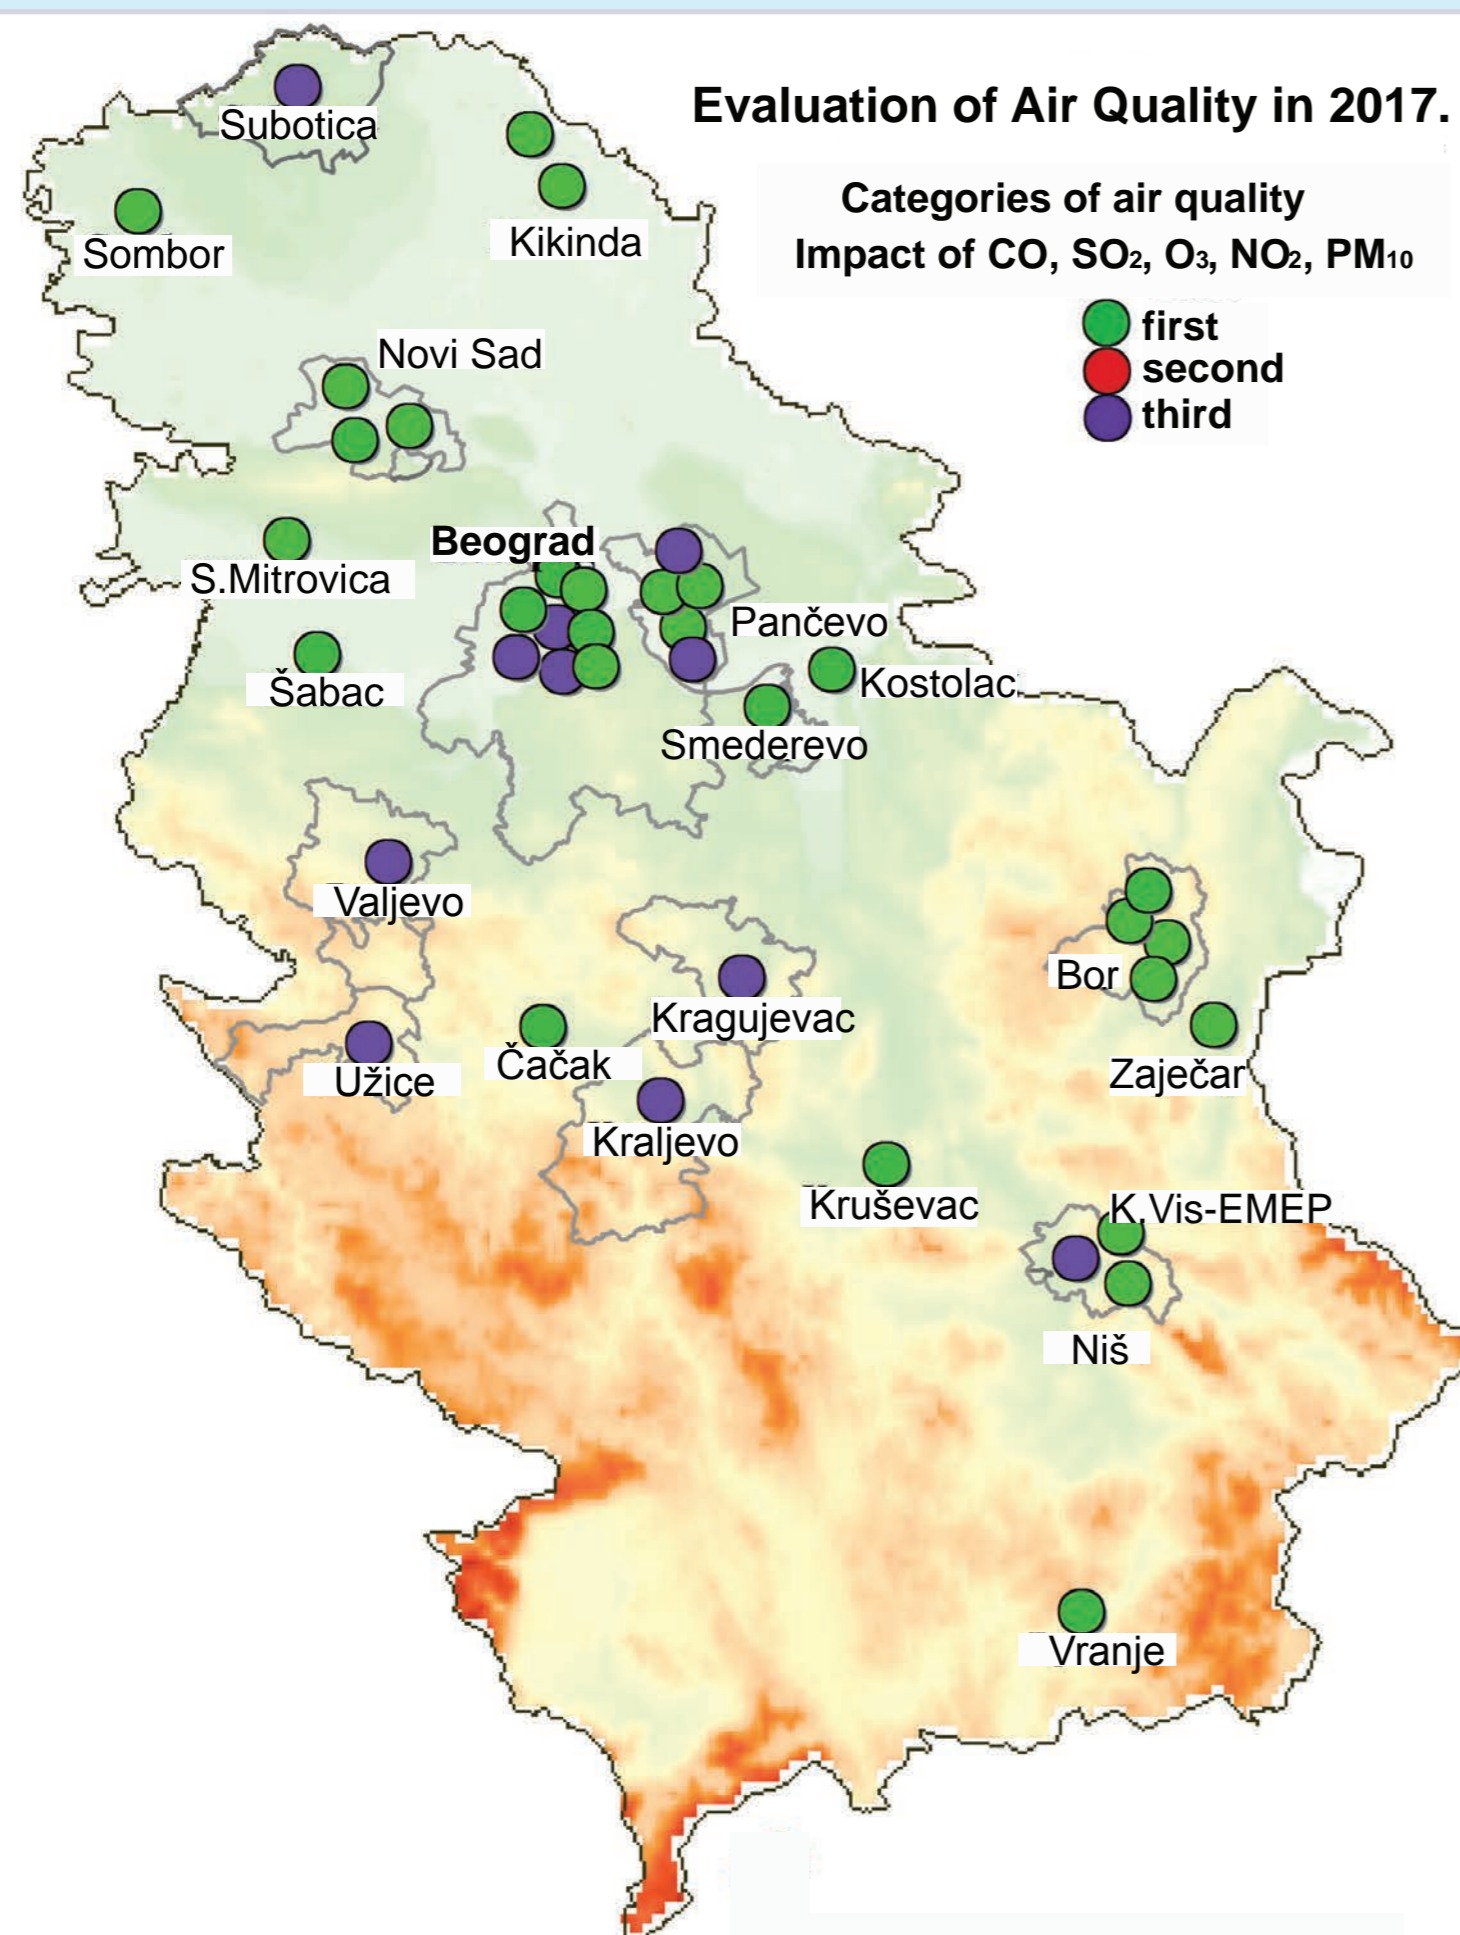 Evaluation of Air Quality in 2017.
Categories of air quality
Impact of CO, SO2, O3, NO2, PM10
first
second
third
Subotica
Sombor
Kikinda
Novi Sad
Beograd
S.Mitrovica
Pančevo
Šabac
Kostolac
Smederevo
Valjevo
Bor
Kragujevac
Čačak
Zaječar
Užice
Kraljevo
Kruševac
K.Vis-EMEP
Niš
Vranje